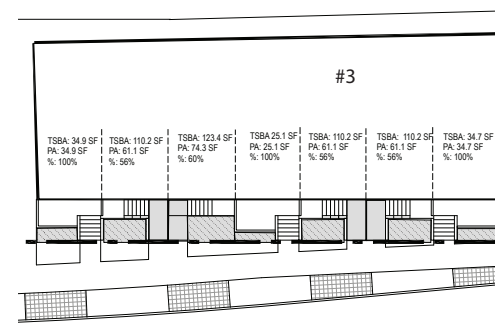 #3
TSBA: 34.9 SF
PA: 34.9 SF
%: 100%
TSBA: 110.2 SF
PA: 61.1 SF
%: 56%
TSBA: 123.4 SF
PA: 74.3 SF
%: 60%
TSBA 25.1 SF
PA: 25.1 SF
%: 100%
TSBA: 110.2 SF
PA: 61.1 SF
%: 56%
TSBA: 110.2 SF
PA: 61.1 SF
%: 56%
TSBA: 34.7 SF
PA: 34.7 SF
%: 100%